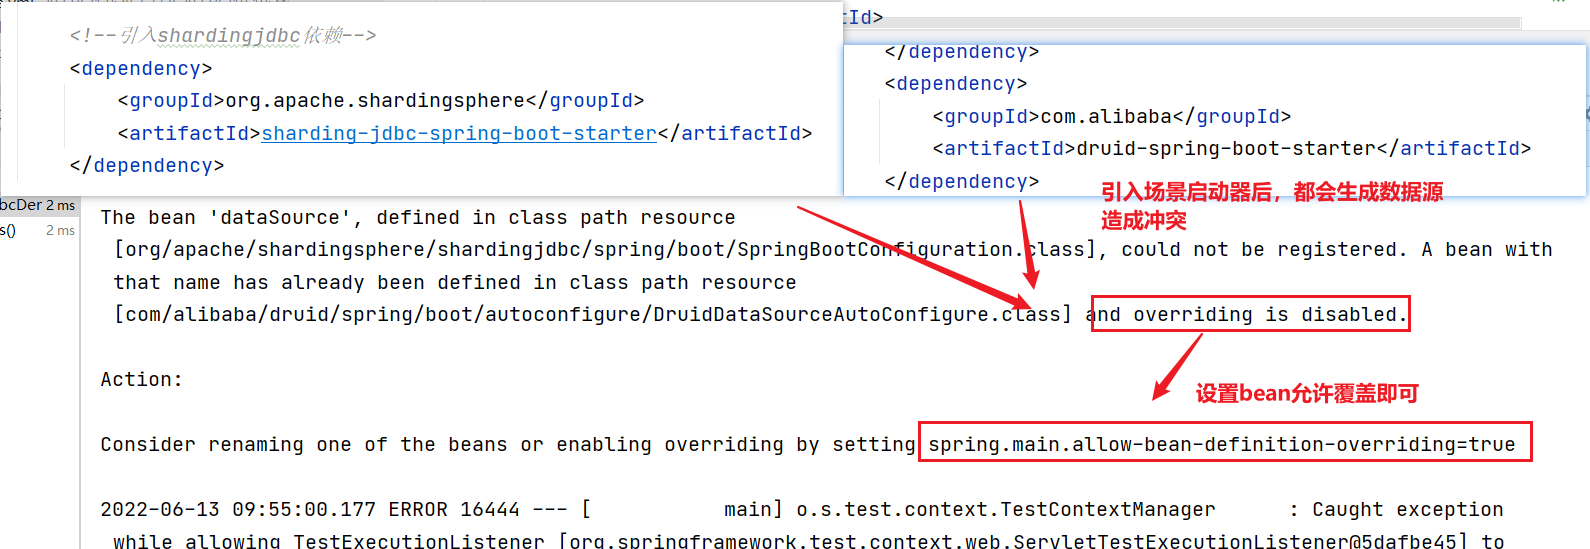 <!--引入shardingjdbc依赖-->
<dependency>
<groupId>org.apache.shardingsphere</groupId>
<artifactId>sharding-jdbc-spring-boot-starter</artifactId>
</dependency>
tId>
</dependency>
<dependency>
<groupId>com.alibaba</groupId>
<artifactId>druid-spring-boot-starter</artifactId>
</dependency>
引入场景启动器后，都会生成数据源
造成冲突
bcDer 2 ms
s() 2 ms
The bean 'dataSource', defined in class path resource
[org/apache/shardingsphere/shardingjdbc/spring/boot/SpringBootConfiguration.class], could not be registered. A bean with
that name has already been defined in class path resource
[com/alibaba/druid/spring/boot/autoconfigure/DruidDataSourceAutoConfigure.class] and overriding is disabled.
Action:
设置bean允许覆盖即可
Consider renaming one of the beans or enabling overriding by setting spring.main.allow-bean-definition-overriding=true
2022-06-13 09:55:00.177 ERROR 16444 --- [           main] o.s.test.context.TestContextManager      : Caught exception
while allowing TestExecutionListener [org.springframework.test.context.web.ServletTestExecutionListener@5dafbe45] to